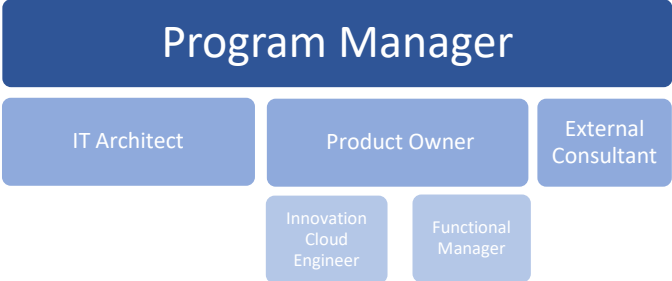 Program Manager
IT Architect
Product Owner
External
Consultant
Innovation
Cloud
Engineer
Functional
Manager